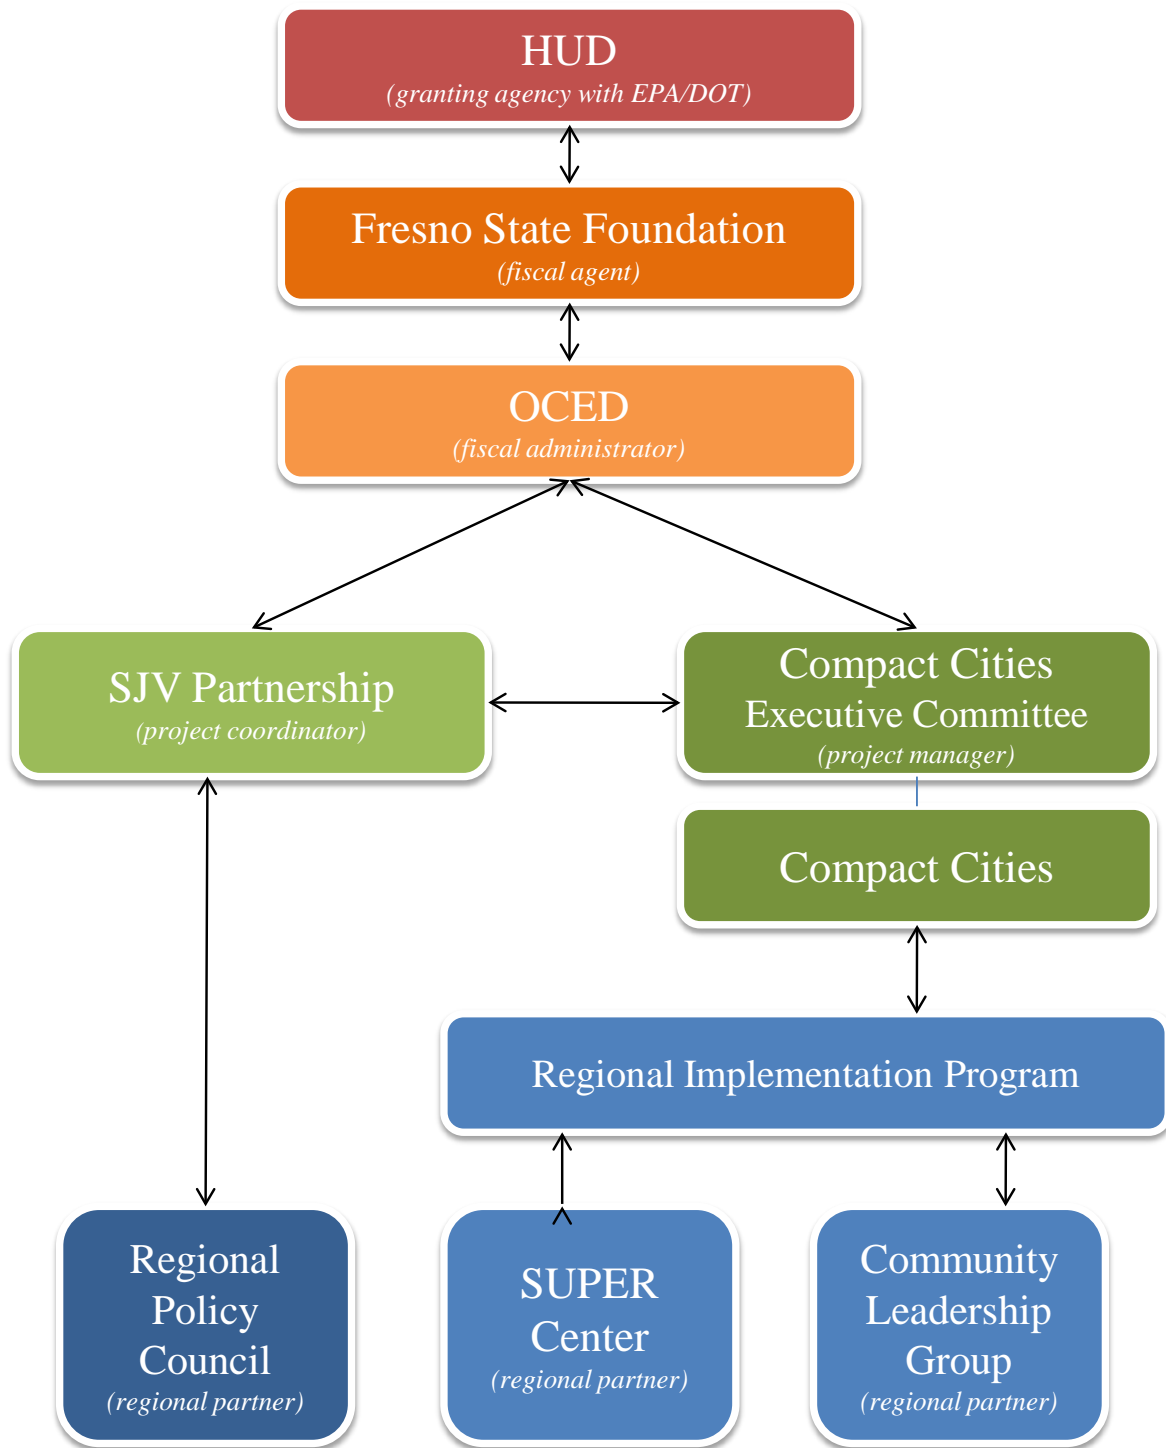 HUD
(granting agency with EPA/DOT)
Fresno State Foundation
(fiscal agent)
OCED
(fiscal administrator)
SJV Partnership
(project coordinator)
Compact Cities
Executive Committee
(project manager)
Compact Cities
Regional Implementation Program
Regional
Policy
Council
(regional partner)
SUPER
Center
(regional partner)
Community
Leadership
Group
(regional partner)